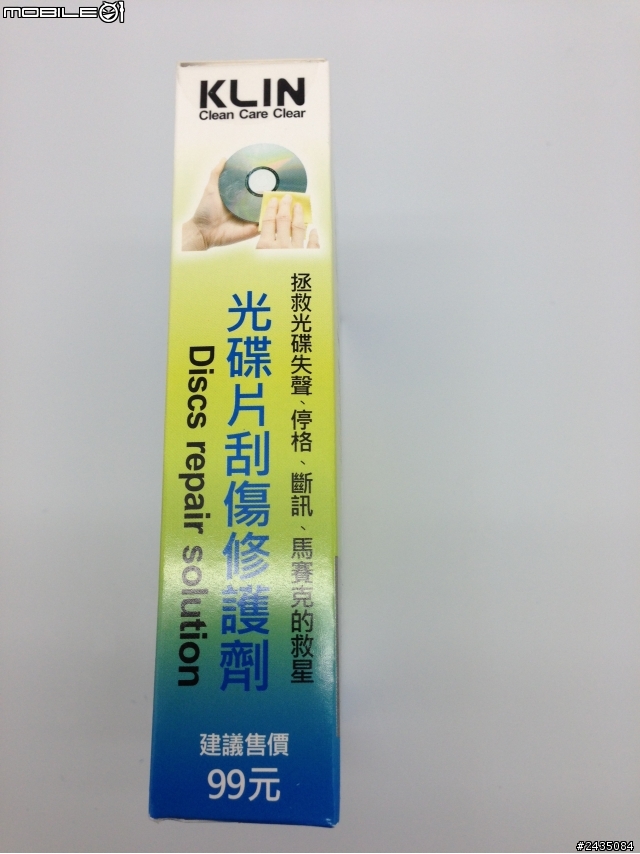 MOBILE01
KLIN
Clean Care Clear
拯救光碟失聲、停格、斷訊、馬賽克的救星
光碟片刮傷修護劑
Discs repair solution
建議售價
99元
#2435084